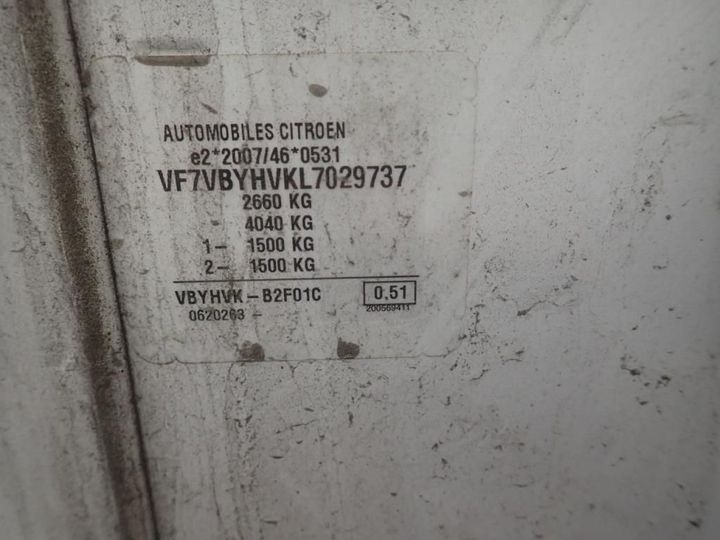 AUTOMOBILES CITROEN
e2*2007/46*0531
VF7VBYHVKL7029737
2660 KG
- 4040 KG
1- 1500 KG
2- 1500 KG
VBYHVK - B2F01C 0.51
0620263 - 200569411